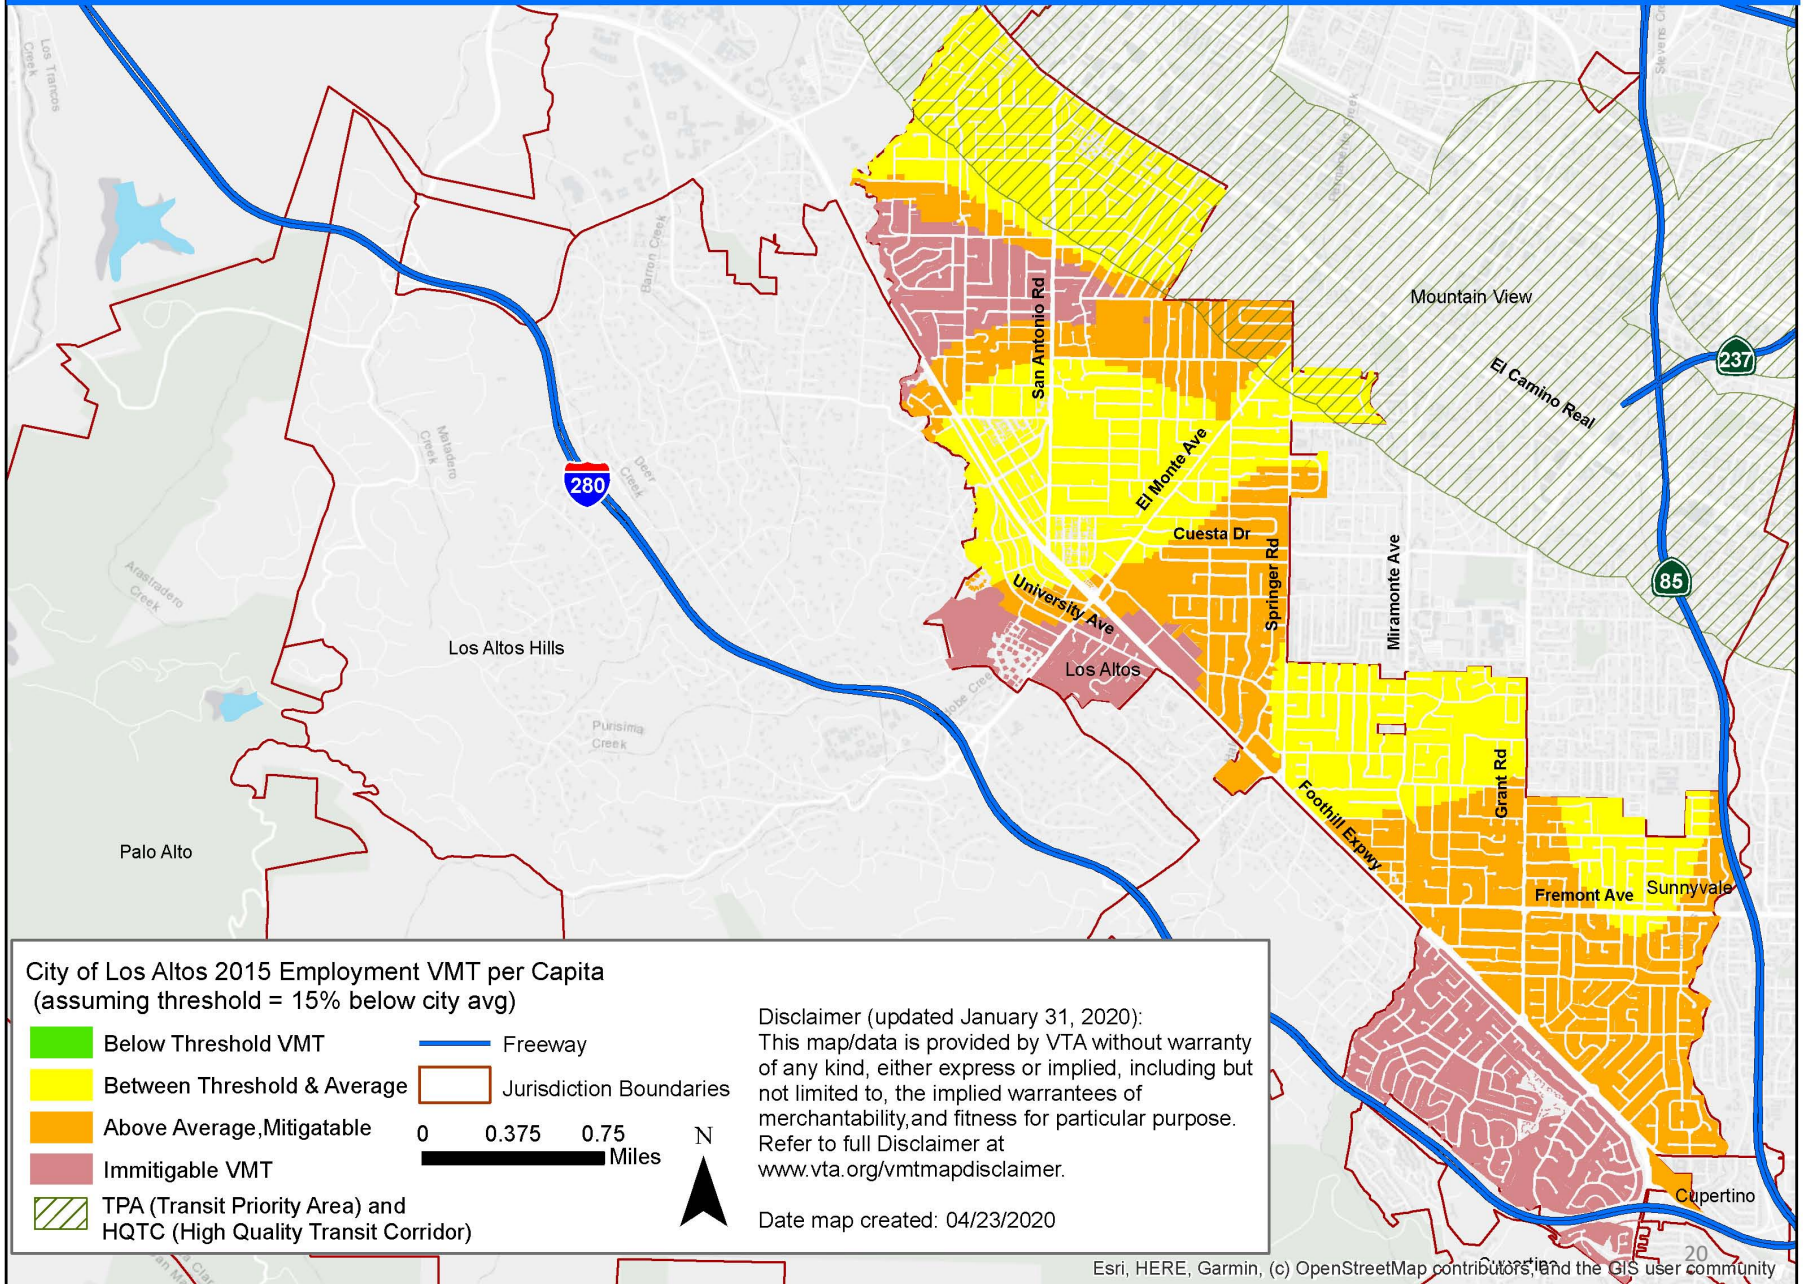 Los Trancos
Creek
Stevens Cr
Permanente Creek
Barron Creek
Mountain View
San Antonio Rd
237
El Camino Real
Matadero
Creek
Deer
Creek
280
El Monte Ave
Cuesta Dr
Springer Rd
Miramonte Ave
85
Arastradero
Creek
University Ave
Los Altos Hills
Los Altos
Purisima
Creek
Grant Rd
Foothill Expwy
Palo Alto
Fremont Ave
Sunnyvale
City of Los Altos 2015 Employment VMT per Capita
(assuming threshold = 15% below city avg)
Below Threshold VMT
Between Threshold & Average
Above Average,Mitigatable
Immitigable VMT
TPA (Transit Priority Area) and
HQTC (High Quality Transit Corridor)
Freeway
Jurisdiction Boundaries
0 0.375 0.75
Miles
N
Disclaimer (updated January 31, 2020):
This map/data is provided by VTA without warranty
of any kind, either express or implied, including but
not limited to, the implied warrantees of
merchantability,and fitness for particular purpose.
Refer to full Disclaimer at
www.vta.org/vmtmapdisclaimer.
Date map created: 04/23/2020
Cupertino
Cupertino
20
Esri, HERE, Garmin, (c) OpenStreetMap contributors, and the GIS user community